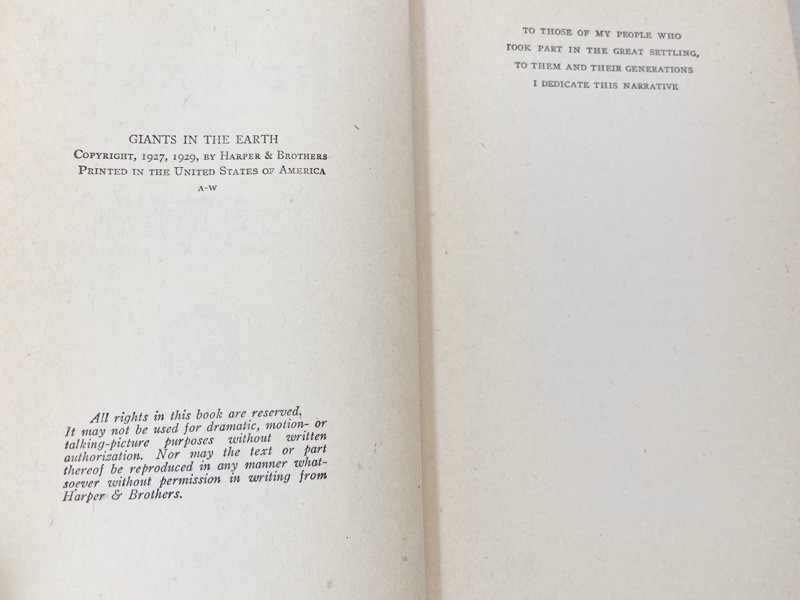 GIANTS IN THE EARTH
COPYRIGHT, 1927, 1929, BY HARPER & BROTHERS
PRINTED IN THE UNITED STATES OF AMERICA
A-W
All rights in this book are reserved.
It may not be used for dramatic, motion- or
talking-picture purposes without written
authorization. Nor may the text or part
thereof be reproduced in any manner what-
soever without permission in writing from
Harper & Brothers.
TO THOSE OF MY PEOPLE WHO
TOOK PART IN THE GREAT SETTLING,
TO THEM AND THEIR GENERATIONS
I DEDICATE THIS NARRATIVE